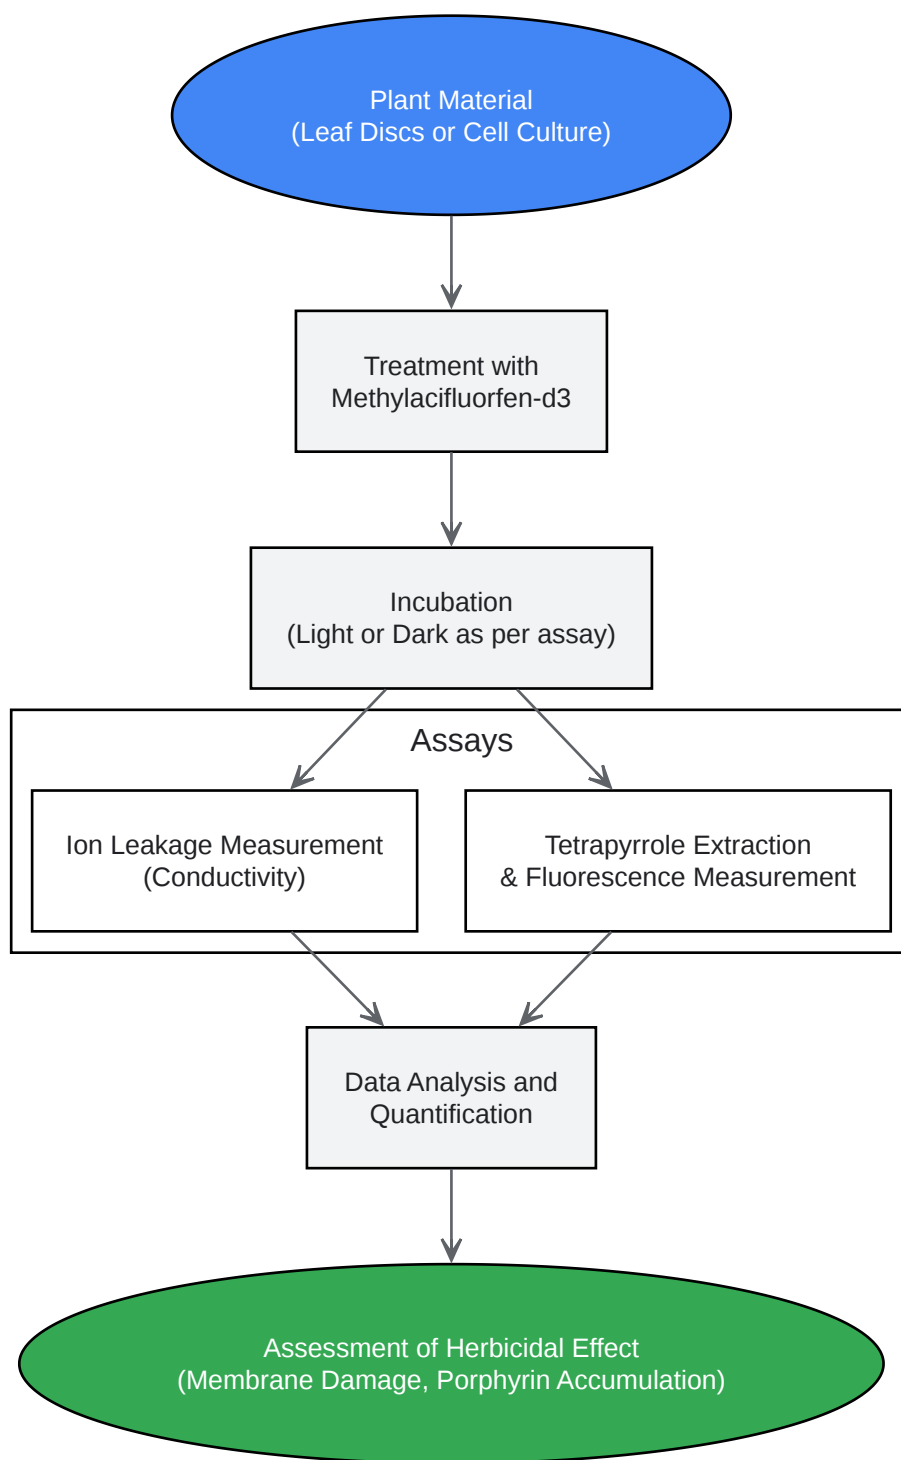 Plant Material
(Leaf Discs or Cell Culture)
Treatment with
Methylacifluorfen-d3
Incubation
(Light or Dark as per assay)
Assays
Ion Leakage Measurement
(Conductivity)
Tetrapyrrole Extraction
& Fluorescence Measurement
Data Analysis and
Quantification
Assessment of Herbicidal Effect
(Membrane Damage, Porphyrin Accumulation)